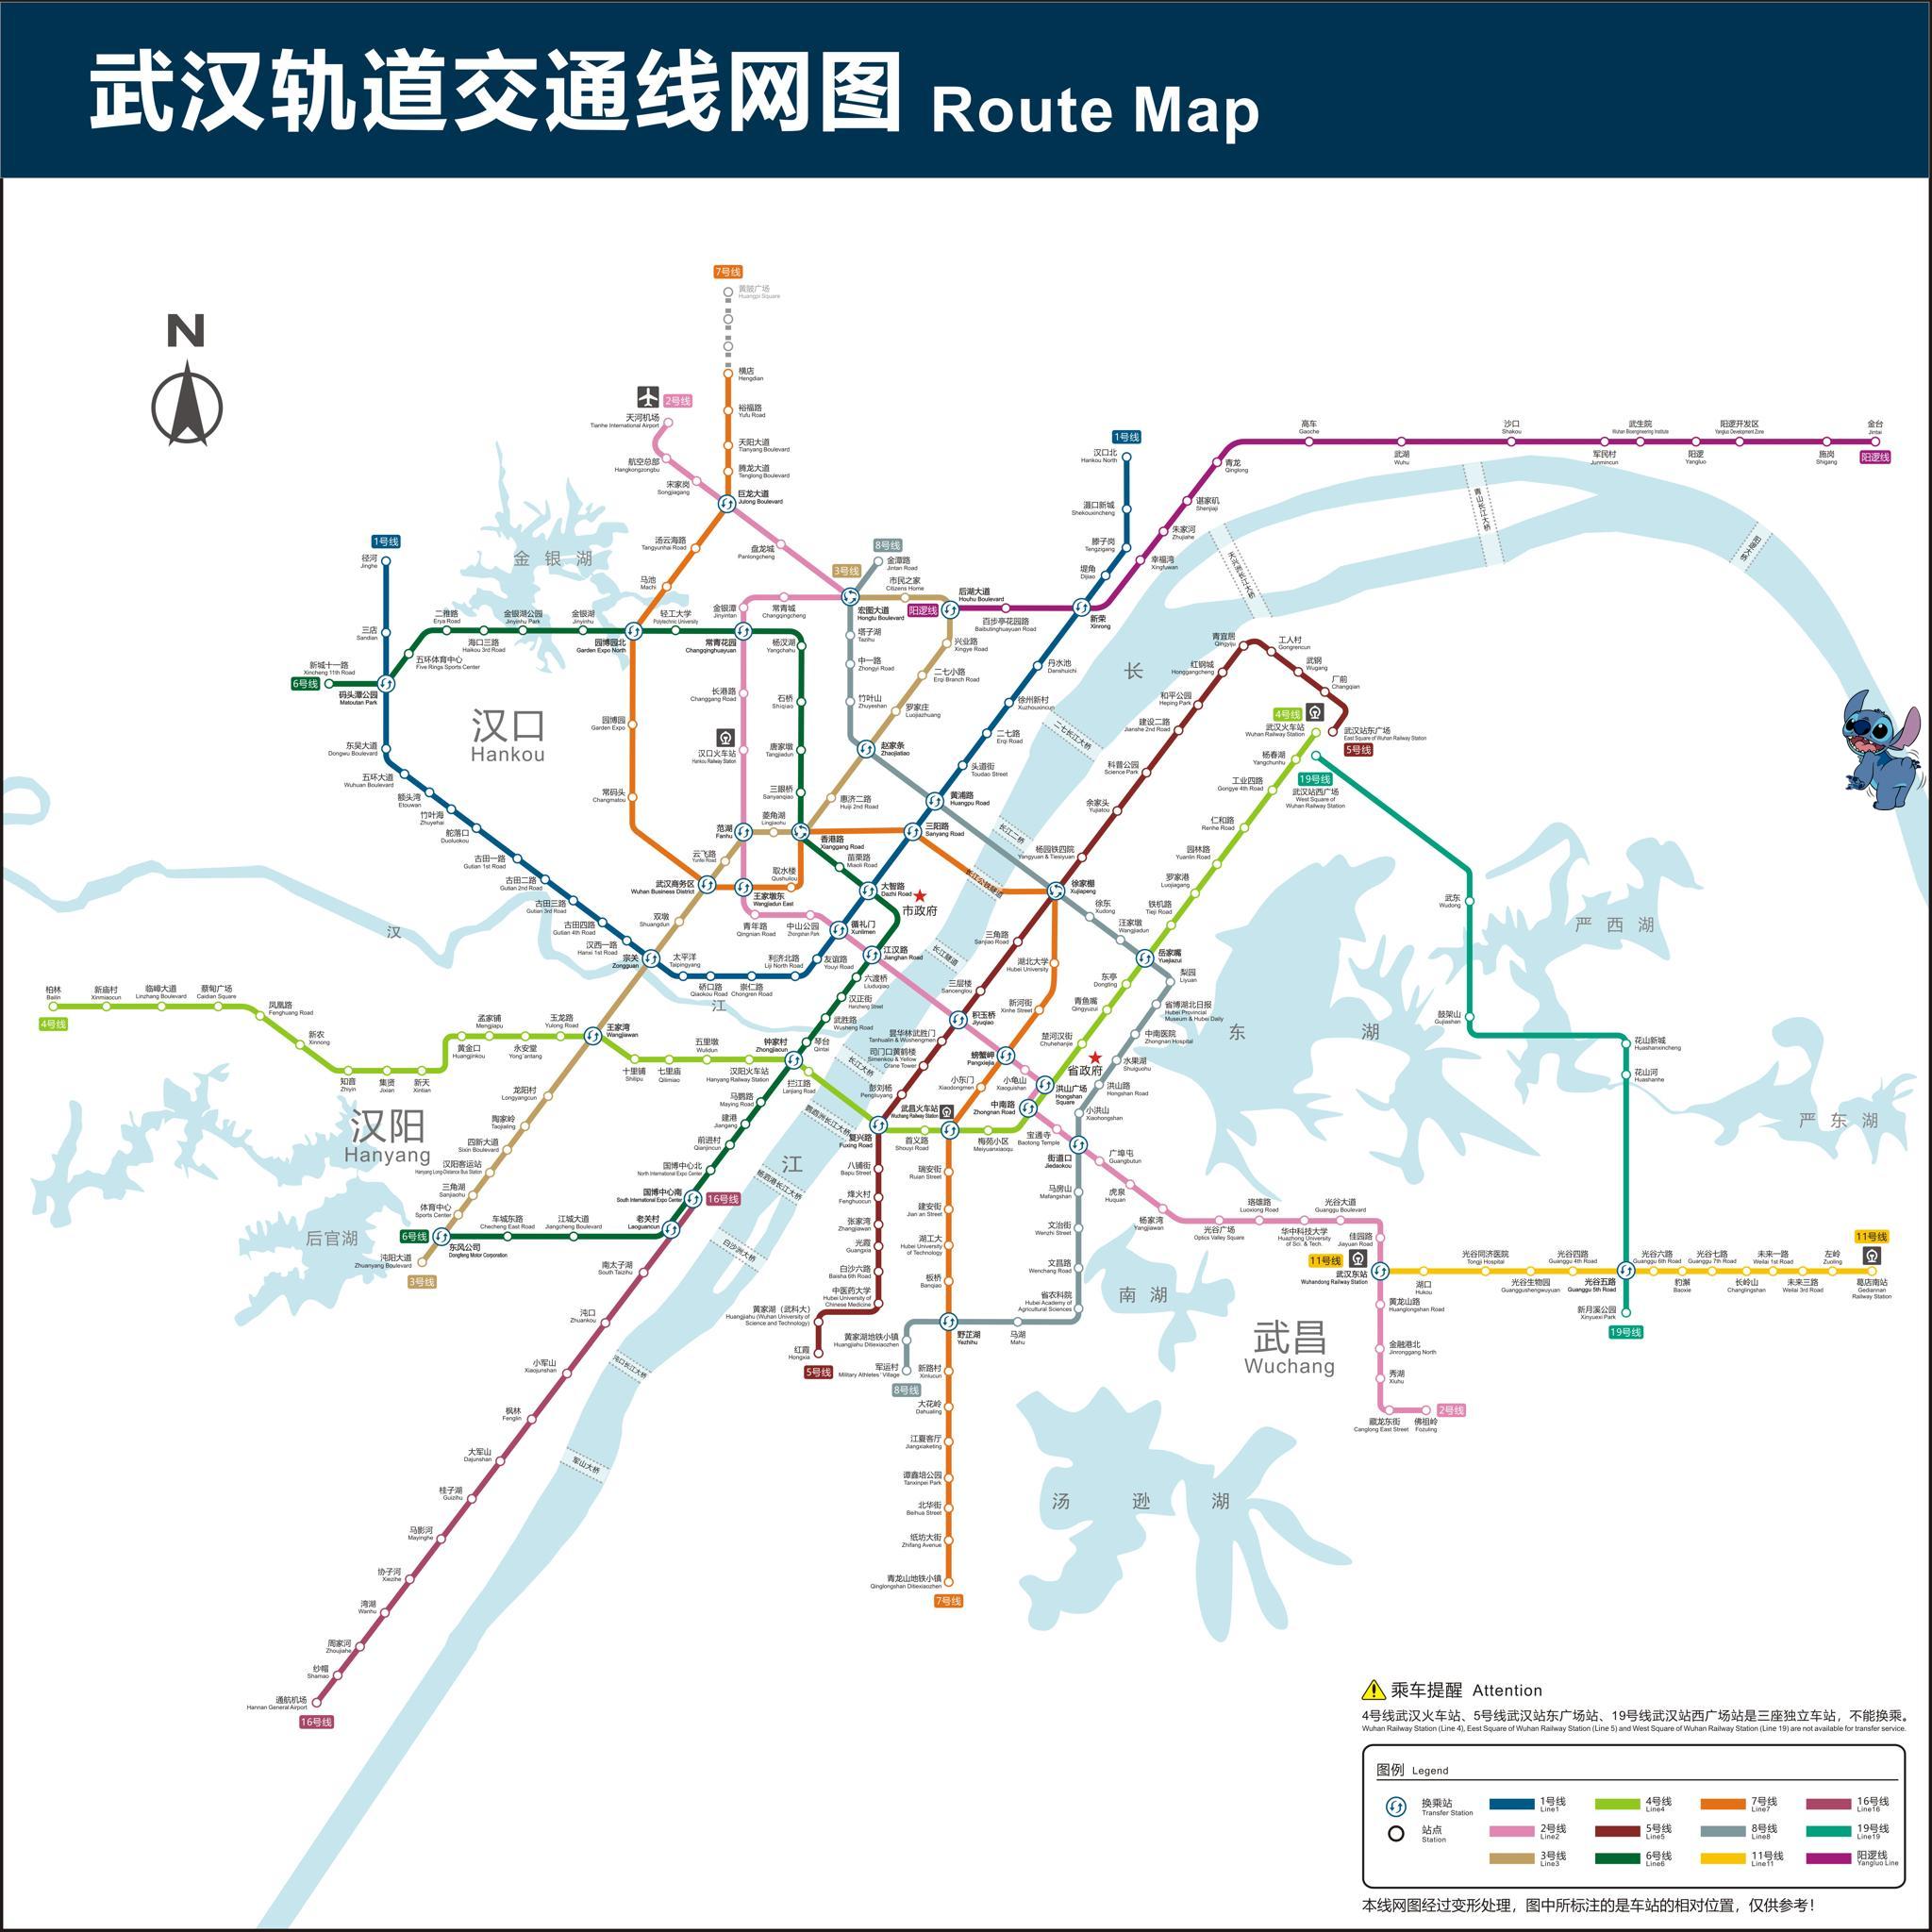 武汉轨道交通线网图 Route Map
N
7号线
黄陂广场
Huangpi Square
横店
Hengdian
裕福路
Yufu Road
天阳大道
Tianyang Boulevard
腾龙大道
Tenglong Boulevard
巨龙大道
Julong Boulevard
2号线
天河机场
Tianhe International Airport
航空总部
Hangkongzongbu
宋家岗
Songjiagang
汤云海路
Tangyunhai Road
盘龙城
Panlongcheng
马池
Machi
1号线
汉口北
Hankou North
滠口新城
Shekouxincheng
滕子岗
Tengzigang
堤角
Dijiao
新荣
Xinrong
高车
Gaoche
武湖
Wuhu
沙口
Shakou
军民村
Junmincun
武生院
Wuhan Bioengineering Institute
阳逻
Yangluo
阳逻开发区
Yangluo Development Zone
施岗
Shigang
金台
Jintai
阳逻线
青龙
Qinglong
谌家矶
Shenjiaji
朱家河
Zhujiahe
幸福湾
Xingfuwan
1号线
径河
Jinghe
三店
Sandian
金银湖
二雅路
Erya Road
海口三路
Haikou 3rd Road
金银湖公园
Jinyinhu Park
金银湖
Jinyinhu
园博园北
Garden Expo North
轻工大学
Polytechnic University
常青花园
Changqinghuayuan
杨汊湖
Yangchahu
金银潭
Jinyintan
常青城
Changqingcheng
8号线
金潭路
Jintan Road
3号线
市民之家
Citizens Home
宏图大道
Hongtu Boulevard
阳逻线
后湖大道
Houhu Boulevard
百步亭花园路
Baibutinghuayuan Road
塔子湖
Tazihu
中一路
Zhongyi Road
竹叶山
Zhuyeshan
兴业路
Xingye Road
二七小路
Erqi Branch Road
罗家庄
Luojiazhuang
赵家条
Zhaojiatiao
丹水池
Danshuichi
徐州新村
Xuzhouxincun
二七路
Erqi Road
头道街
Toudao Street
黄浦路
Huangpu Road
五环体育中心
Five Rings Sports Center
新城十一路
Xincheng 11th Road
6号线
码头潭公园
Matoutan Park
东吴大道
Dongwu Boulevard
五环大道
Wuhuan Boulevard
额头湾
Etouwan
竹叶海
Zhuyehai
舵落口
Duoluokou
古田一路
Gutian 1st Road
古田二路
Gutian 2nd Road
古田三路
Gutian 3rd Road
古田四路
Gutian 4th Road
汉西一路
Hanxi 1st Road
宗关
Zongguan
汉口
Hankou
园博园
Garden Expo
常码头
Changmatou
长港路
Changgang Road
汉口火车站
Hankou Railway Station
石桥
Shiqiao
唐家墩
Tangjiadun
三眼桥
Sanyanqiao
范湖
Fanhu
菱角湖
Lingjiaohu
香港路
Xianggang Road
惠济二路
Huiji 2nd Road
云飞路
Yunfei Road
武汉商务区
Wuhan Business District
王家墩东
Wangjiadun East
取水楼
Qushuilou
苗栗路
Miaoli Road
三阳路
Sanyang Road
大智路
Dazhi Road
市政府
双墩
Shuangdun
青年路
Qingnian Road
中山公园
Zhongshan Park
循礼门
Xunlimen
友谊路
Youyi Road
江汉路
Jianghan Road
太平洋
Taipingyang
硚口路
Qiaokou Road
崇仁路
Chongren Road
利济北路
Liji North Road
六渡桥
Liuduqiao
汉正街
Hanzheng Street
武胜路
Wusheng Road
琴台
Qintai
青宜居
Qingyiju
工人村
Gongrencun
武钢
Wugang
厂前
Changqian
武汉站东广场
East Square of Wuhan Railway Station
5号线
4号线
武汉火车站
Wuhan Railway Station
红钢城
Honggangcheng
和平公园
Heping Park
建设二路
Jianshe 2nd Road
科普公园
Science Park
余家头
Yujiatou
杨园铁四院
Yangyuan & Tiesiyuan
徐家棚
Xujiapeng
杨春湖
Yangchunhu
工业四路
Gongye 4th Road
仁和路
Renhe Road
园林路
Yuanlin Road
罗家港
Luojiagang
铁机路
Tieji Road
岳家嘴
Yuejiazui
19号线
武汉站西广场
West Square of
Wuhan Railway Station
徐东
Xudong
汪家墩
Wangjiadun
梨园
Liyuan
省博湖北日报
Hubei Provincial
Museum & Hubei Daily
中南医院
Zhongnan Hospital
水果湖
Shuiguohu
洪山路
Hongshan Road
小洪山
Xiaohongshan
东亭
Dongting
青鱼嘴
Qingyuzui
楚河汉街
Chuhehanjie
省政府
洪山广场
Hongshan
Square
中南路
Zhongnan Road
三角路
Sanjiao Road
三层楼
Sancenglou
湖北大学
Hubei University
新河街
Xinhe Street
积玉桥
Jiyuqiao
螃蟹岬
Pangxiejia
小龟山
Xiaoguishan
小东门
Xiaodongmen
昙华林武胜门
Tanhualin & Wushengmen
司门口黄鹤楼
Simenkou & Yellow
Crane Tower
彭刘杨
Pengliuyang
武昌火车站
Wuchang Railway Station
复兴路
Fuxing Road
首义路
Shouyi Road
梅苑小区
Meiyuanxiaoqu
宝通寺
Baotong Temple
街道口
Jiedaokou
广埠屯
Guangbutun
虎泉
Huquan
杨家湾
Yangjiawan
光谷广场
Optics Valley Square
珞雄路
Luoxiong Road
华中科技大学
Huazhong University
of Sci. & Tech.
光谷大道
Guanggu Boulevard
佳园路
Jiayuan Road
11号线
武汉东站
Wuhandong Railway Station
湖口
Hukou
光谷同济医院
Tongji Hospital
光谷生物园
Guanggushengwuyuan
光谷四路
Guanggu 4th Road
光谷五路
Guanggu 5th Road
光谷六路
Guanggu 6th Road
豹澥
Baoxie
光谷七路
Guanggu 7th Road
长岭山
Changlingshan
未来一路
Weilai 1st Road
未来三路
Weilai 3rd Road
左岭
Zuoling
11号线
葛店南站
Gediannan
Railway Station
新月溪公园
Xinyuexi Park
19号线
武东
Wudong
鼓架山
Gujiashan
花山新城
Huashanxincheng
花山河
Huashanhe
严西湖
严东湖
东湖
黄龙山路
Huanglongshan Road
金融港北
Jinronggang North
秀湖
Xiuhu
藏龙东街
Canglong East Street
佛祖岭
Fozuling
2号线
柏林
Bailin
4号线
新庙村
Xinmiaocun
临嶂大道
Linzhang Boulevard
蔡甸广场
Caidian Square
凤凰路
Fenghuang Road
新农
Xinnong
知音
Zhiyin
集贤
Jixian
新天
Xintian
黄金口
Huangjinkou
孟家铺
Mengjiapu
永安堂
Yong'antang
玉龙路
Yulong Road
王家湾
Wangjiawan
十里铺
Shilipu
七里庙
Qilimiao
五里墩
Wulidun
汉阳火车站
Hanyang Railway Station
钟家村
Zhongjiacun
拦江路
Lanjiang Road
马鹦路
Maying Road
建港
Jiangang
前进村
Qianjincun
国博中心北
North International Expo Center
国博中心南
South International Expo Center
16号线
老关村
Laoguancun
江城大道
Jiangcheng Boulevard
车城东路
Checheng East Road
6号线
东风公司
Dongfeng Motor Corporation
沌阳大道
Zhuanyang Boulevard
3号线
体育中心
Sports Center
三角湖
Sanjiaohu
汉阳客运站
Hanyang Long Distance Bus Station
四新大道
Sixin Boulevard
陶家岭
Taojialing
龙阳村
Longyangcun
汉阳
Hanyang
后官湖
南太子湖
South Taizihu
沌口
Zhuankou
小军山
Xiaojunshan
枫林
Fenglin
大军山
Dajunshan
桂子湖
Guizihu
马影河
Mayinghe
协子河
Xiezihe
湾湖
Wanhu
周家河
Zhoujiahe
纱帽
Shamao
通航机场
Hannan General Airport
16号线
八铺街
Bapu Street
烽火村
Fenghuocun
张家湾
Zhangjiawan
光霞
Guangxia
白沙六路
Baisha 6th Road
中医药大学
Hubei University of
Chinese Medicine
黄家湖（武科大）
Huangjiahu (Wuhan University of
Science and Technology)
红霞
Hongxia
5号线
瑞安街
Ruian Street
建安街
Jian'an Street
湖工大
Hubei University
of Technology
板桥
Banqiao
野芷湖
Yezhihu
马湖
Mahu
黄家湖地铁小镇
Huangjiahu Ditiexiaozhen
军运村
Military Athletes' Village
8号线
马房山
Mafangshan
文治街
Wenzhi Street
文昌路
Wenchang Road
省农科院
Hubei Academy of
Agricultural Sciences
南湖
武昌
Wuchang
新路村
Xinlucun
大花岭
Dahualing
江夏客厅
Jiangxiaketing
谭鑫培公园
Tanxinpei Park
北华街
Beihua Street
纸坊大街
Zhifang Avenue
青龙山地铁小镇
Qinglongshan Ditiexiaozhen
7号线
汤逊湖
长
江
汉
江
天兴洲长江大桥
青山长江大桥
阳逻大桥
二七长江大桥
长江二桥
长江公铁隧道
长江隧道
长江大桥
鹦鹉洲长江大桥
杨泗港长江大桥
白沙洲大桥
沌口长江大桥
军山大桥
乘车提醒 Attention
4号线武汉火车站、5号线武汉站东广场站、19号线武汉站西广场站是三座独立车站，不能换乘。
Wuhan Railway Station (Line 4), Eest Square of Wuhan Railway Station (Line 5) and West Square of Wuhan Railway Station (Line 19) are not available for transfer service.
图例 Legend
换乘站
Transfer Station
站点
Station
1号线
Line1
2号线
Line2
3号线
Line3
4号线
Line4
5号线
Line5
6号线
Line6
7号线
Line7
8号线
Line8
11号线
Line11
16号线
Line16
19号线
Line19
阳逻线
Yangluo Line
本线网图经过变形处理，图中所标注的是车站的相对位置，仅供参考！